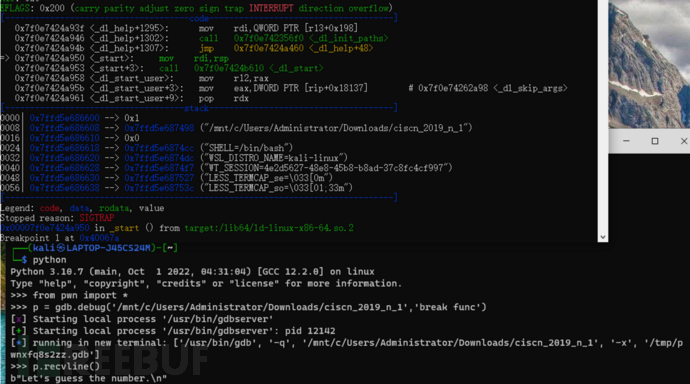 EFLAGS: 0x200 (carry parity adjust zero sign trap INTERRUPT direction overflow)
[-------------------------------------code-------------------------------------]
0x7f0e7424a93f <_dl_help+1295>: mov rdi,QWORD PTR [r13+0x198]
0x7f0e7424a946 <_dl_help+1302>: call 0x7f0e742356f0 <_dl_init_paths>
0x7f0e7424a94b <_dl_help+1307>: jmp 0x7f0e7424a460 <_dl_help+48>
=> 0x7f0e7424a950 <_start>: mov rdi,rsp
0x7f0e7424a953 <_start+3>: call 0x7f0e7424b610 <_dl_start>
0x7f0e7424a958 <_dl_start_user>: mov r12,rax
0x7f0e7424a95b <_dl_start_user+3>: mov eax,DWORD PTR [rip+0x18137] # 0x7f0e74262a98 <_dl_skip_args>
0x7f0e7424a961 <_dl_start_user+9>: pop rdx
[------------------------------------stack-------------------------------------]
0000| 0x7ffd5e686600 --> 0x1
0008| 0x7ffd5e686608 --> 0x7ffd5e687498 ("/mnt/c/Users/Administrator/Downloads/ciscn_2019_n_1")
0016| 0x7ffd5e686610 --> 0x0
0024| 0x7ffd5e686618 --> 0x7ffd5e6874cc ("SHELL=/bin/bash")
0032| 0x7ffd5e686620 --> 0x7ffd5e6874dc ("WSL_DISTRO_NAME=kali-linux")
0040| 0x7ffd5e686628 --> 0x7ffd5e6874f7 ("WT_SESSION=4e2d5627-48e8-45b8-b8ad-37c8fc4cf997")
0048| 0x7ffd5e686630 --> 0x7ffd5e687527 ("LESS_TERMCAP_se=\033[0m")
0056| 0x7ffd5e686638 --> 0x7ffd5e68753c ("LESS_TERMCAP_so=\033[01;33m")
[------------------------------------------------------------------------------]
Legend: code, data, rodata, value
Stopped reason: SIGTRAP
0x00007f0e7424a950 in _start () from target:/lib64/ld-linux-x86-64.so.2
Breakpoint 1 at 0x40067a
┌──(kali㉿LAPTOP-J45CS24M)-[~]
└─$ python
Python 3.10.7 (main, Oct 1 2022, 04:31:04) [GCC 12.2.0] on linux
Type "help", "copyright", "credits" or "license" for more information.
>>> from pwn import *
>>> p = gdb.debug('/mnt/c/Users/Administrator/Downloads/ciscn_2019_n_1','break func')
[x] Starting local process '/usr/bin/gdbserver'
[+] Starting local process '/usr/bin/gdbserver': pid 12142
[*] running in new terminal: ['/usr/bin/gdb', '-q', '/mnt/c/Users/Administrator/Downloads/ciscn_2019_n_1', '-x', '/tmp/p
wnxfq8s2zz.gdb']
>>> p.recvline()
b"Let's guess the number.\n"